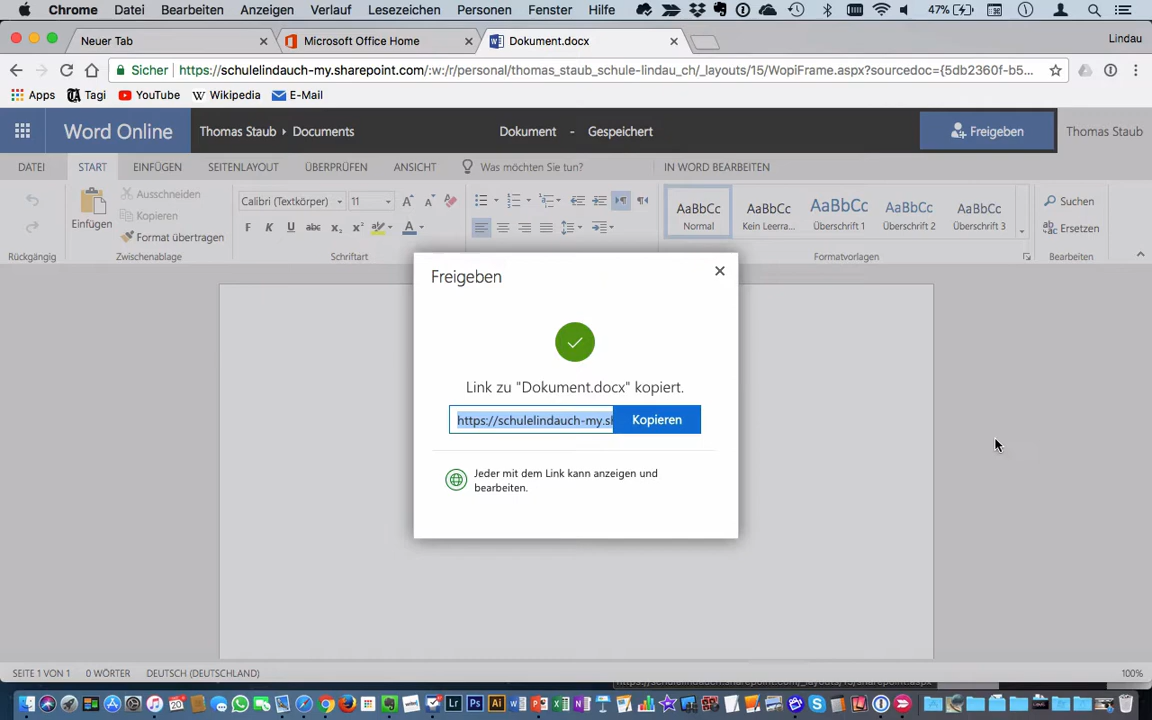 Chrome Datei Bearbeiten Anzeigen Verlauf Lesezeichen Personen Fenster Hilfe 47%
Neuer Tab Microsoft Office Home Dokument.docx Lindau
Sicher https://schulelindauch-my.sharepoint.com/:w:/r/personal/thomas_staub_schule-lindau_ch/_layouts/15/WopiFrame.aspx?sourcedoc={5db2360f-b5...
Apps Tagi YouTube Wikipedia E-Mail
Word Online Thomas Staub Documents Dokument - Gespeichert Freigeben Thomas Staub
DATEI START EINFÜGEN SEITENLAYOUT ÜBERPRÜFEN ANSICHT Was möchten Sie tun? IN WORD BEARBEITEN
Einfügen Ausschneiden Kopieren Format übertragen
Calibri (Textkörper) 11
F K U abc x₂ x² A
AaBbCc AaBbCc AaBbCc AaBbCc AaBbCc
Normal Kein Leerra... Überschrift 1 Überschrift 2 Überschrift 3
Suchen
Ersetzen
Rückgängig Zwischenablage Schriftart Formatvorlagen Bearbeiten
Freigeben
Link zu "Dokument.docx" kopiert.
https://schulelindauch-my.sl Kopieren
Jeder mit dem Link kann anzeigen und
bearbeiten.
SEITE 1 VON 1 0 WÖRTER DEUTSCH (DEUTSCHLAND) 100%